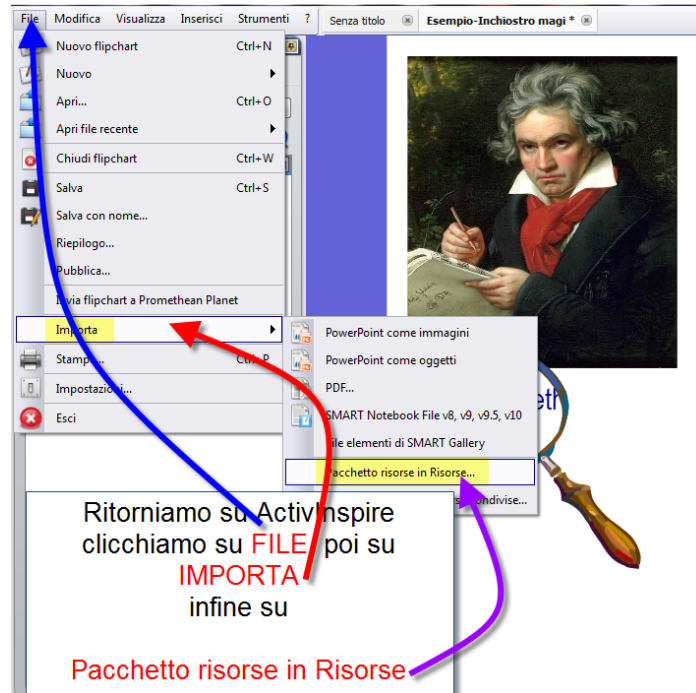 File Modifica Visualizza Inserisci Strumenti ?
Senza titolo
Esempio-Inchiostro magi *
Nuovo flipchart Ctrl+N
Nuovo
Apri... Ctrl+O
Apri file recente
Chiudi flipchart Ctrl+W
Salva Ctrl+S
Salva con nome...
Riepilogo...
Pubblica...
Invia flipchart a Promethean Planet
Importa
Stampa... Ctrl+P
Impostazioni...
Esci
PowerPoint come immagini
PowerPoint come oggetti
PDF...
SMART Notebook File v8, v9, v9.5, v10
File elementi di SMART Gallery
Pacchetto risorse in Risorse...
eth
Ritorniamo su ActivInspire
clicchiamo su FILE poi su
IMPORTA
infine su
Pacchetto risorse in Risorse